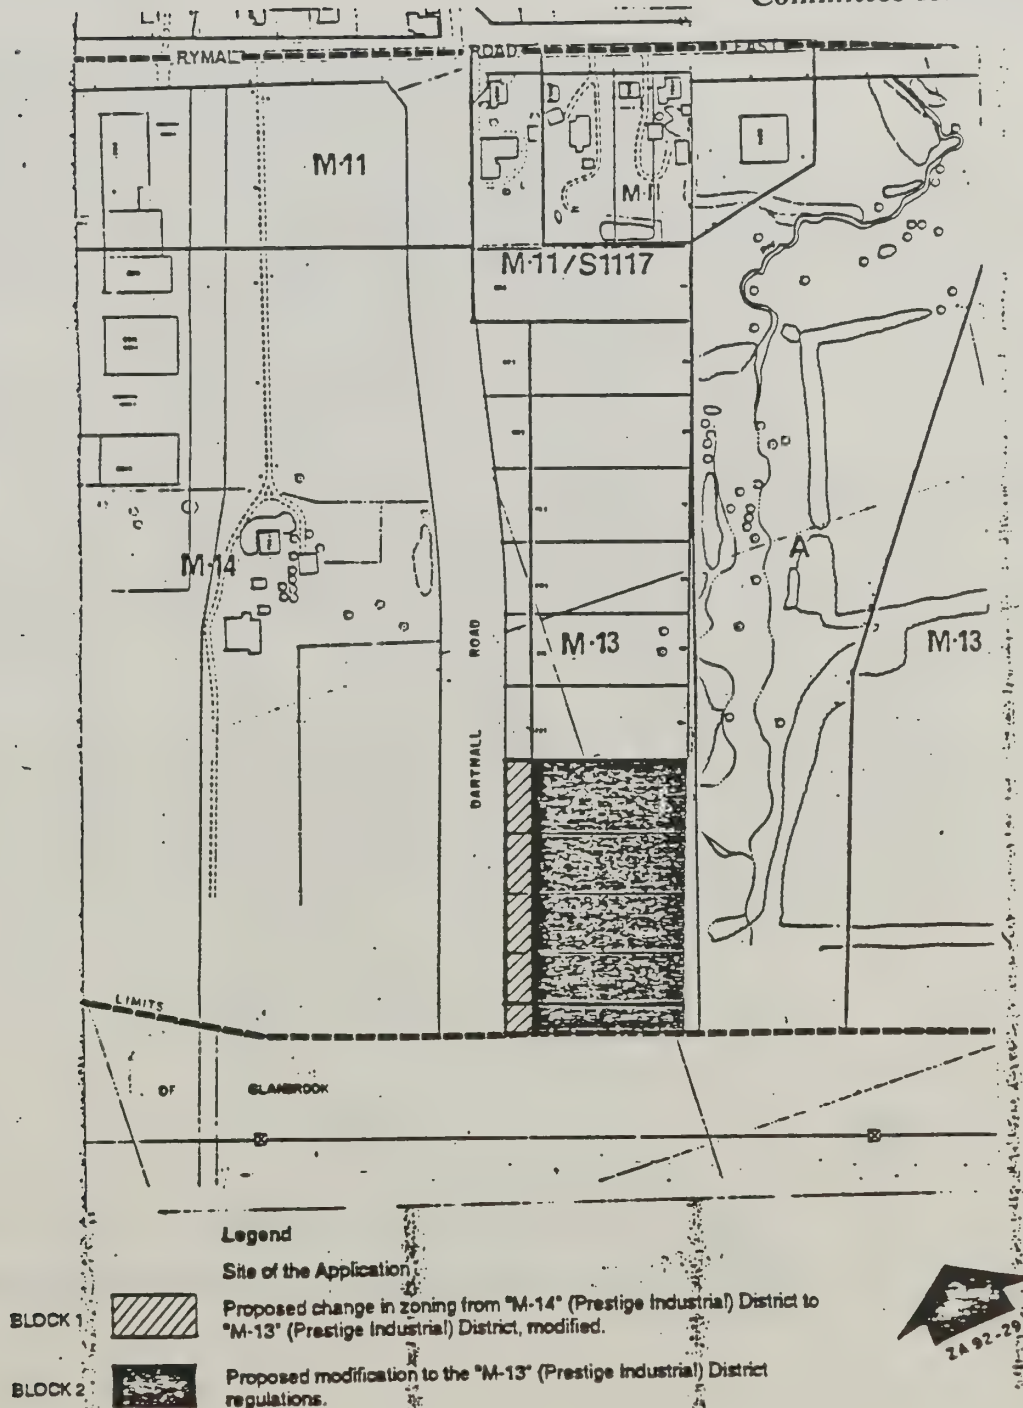 RYMAL ROAD EAST
M-11
M-11
M-11/S1117
A
M-14
M-13
M-13
DARTNALL ROAD
LIMITS
OF GLANBROOK
Legend
Site of the Application
BLOCK 1
Proposed change in zoning from "M-14" (Prestige Industrial) District to
"M-13" (Prestige Industrial) District, modified.
BLOCK 2
Proposed modification to the "M-13" (Prestige Industrial) District
regulations.
ZA 92-29